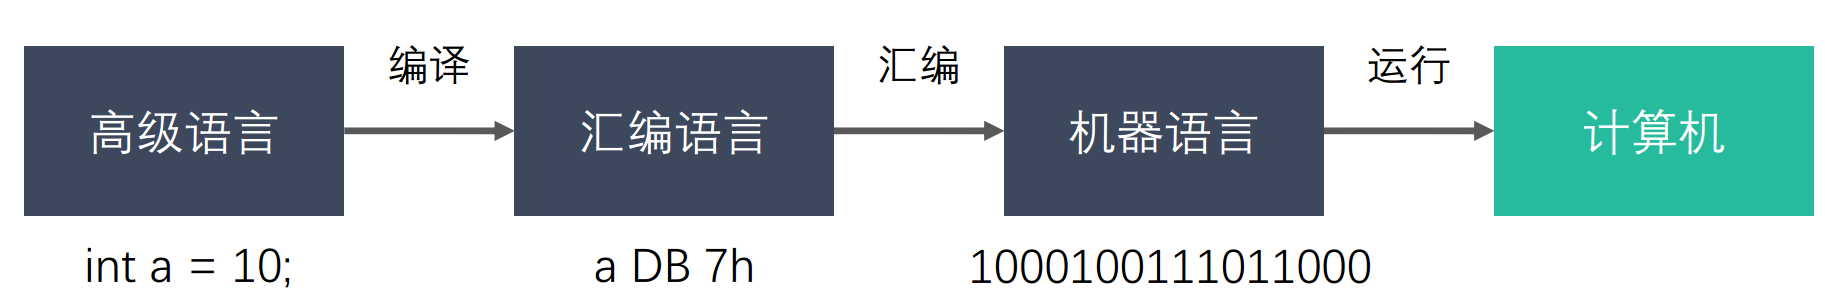 编译
汇编
运行
高级语言
汇编语言
机器语言
计算机
int a = 10;
a DB 7h
1000100111011000